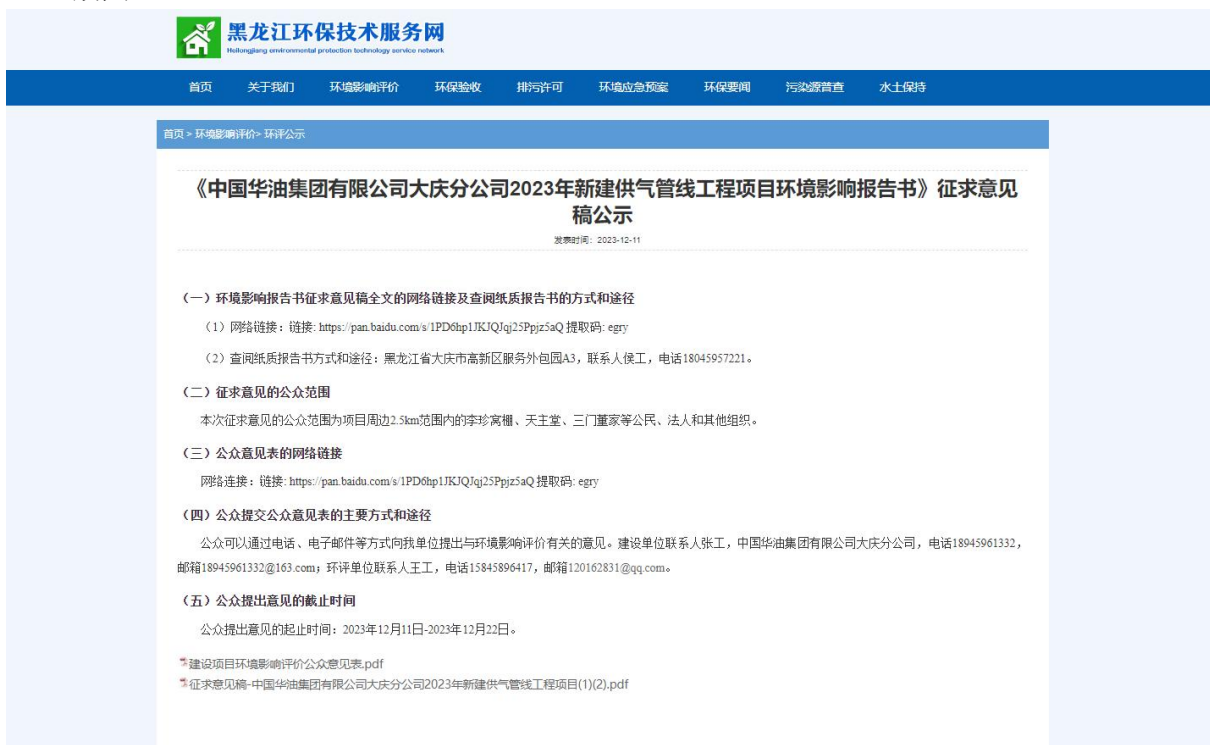 黑龙江环保技术服务网
Heilongjiang environmental protection technology service network
首页 关于我们 环境影响评价 环保验收 排污许可 环境应急预案 环保要闻 污染源普查 水土保持
首页 > 环境影响评价> 环评公示
《中国华油集团有限公司大庆分公司2023年新建供气管线工程项目环境影响报告书》征求意见
稿公示
发表时间：2023-12-11
（一）环境影响报告书征求意见稿全文的网络链接及查阅纸质报告书的方式和途径
（1）网络链接：链接: https://pan.baidu.com/s/1PD6hp1JKJQJqj25Ppjz5aQ 提取码: egry
（2）查阅纸质报告书方式和途径：黑龙江省大庆市高新区服务外包园A3，联系人侯工，电话18045957221。
（二）征求意见的公众范围
本次征求意见的公众范围为项目周边2.5km范围内的李珍窝棚、天主堂、三门董家等公民、法人和其他组织。
（三）公众意见表的网络链接
网络连接：链接: https://pan.baidu.com/s/1PD6hp1JKJQJqj25Ppjz5aQ 提取码: egry
（四）公众提交公众意见表的主要方式和途径
公众可以通过电话、电子邮件等方式向我单位提出与环境影响评价有关的意见。建设单位联系人张工，中国华油集团有限公司大庆分公司，电话18945961332，
邮箱18945961332@163.com；环评单位联系人王工，电话15845896417，邮箱120162831@qq.com。
（五）公众提出意见的截止时间
公众提出意见的起止时间：2023年12月11日-2023年12月22日。
建设项目环境影响评价公众意见表.pdf
征求意见稿-中国华油集团有限公司大庆分公司2023年新建供气管线工程项目(1)(2).pdf